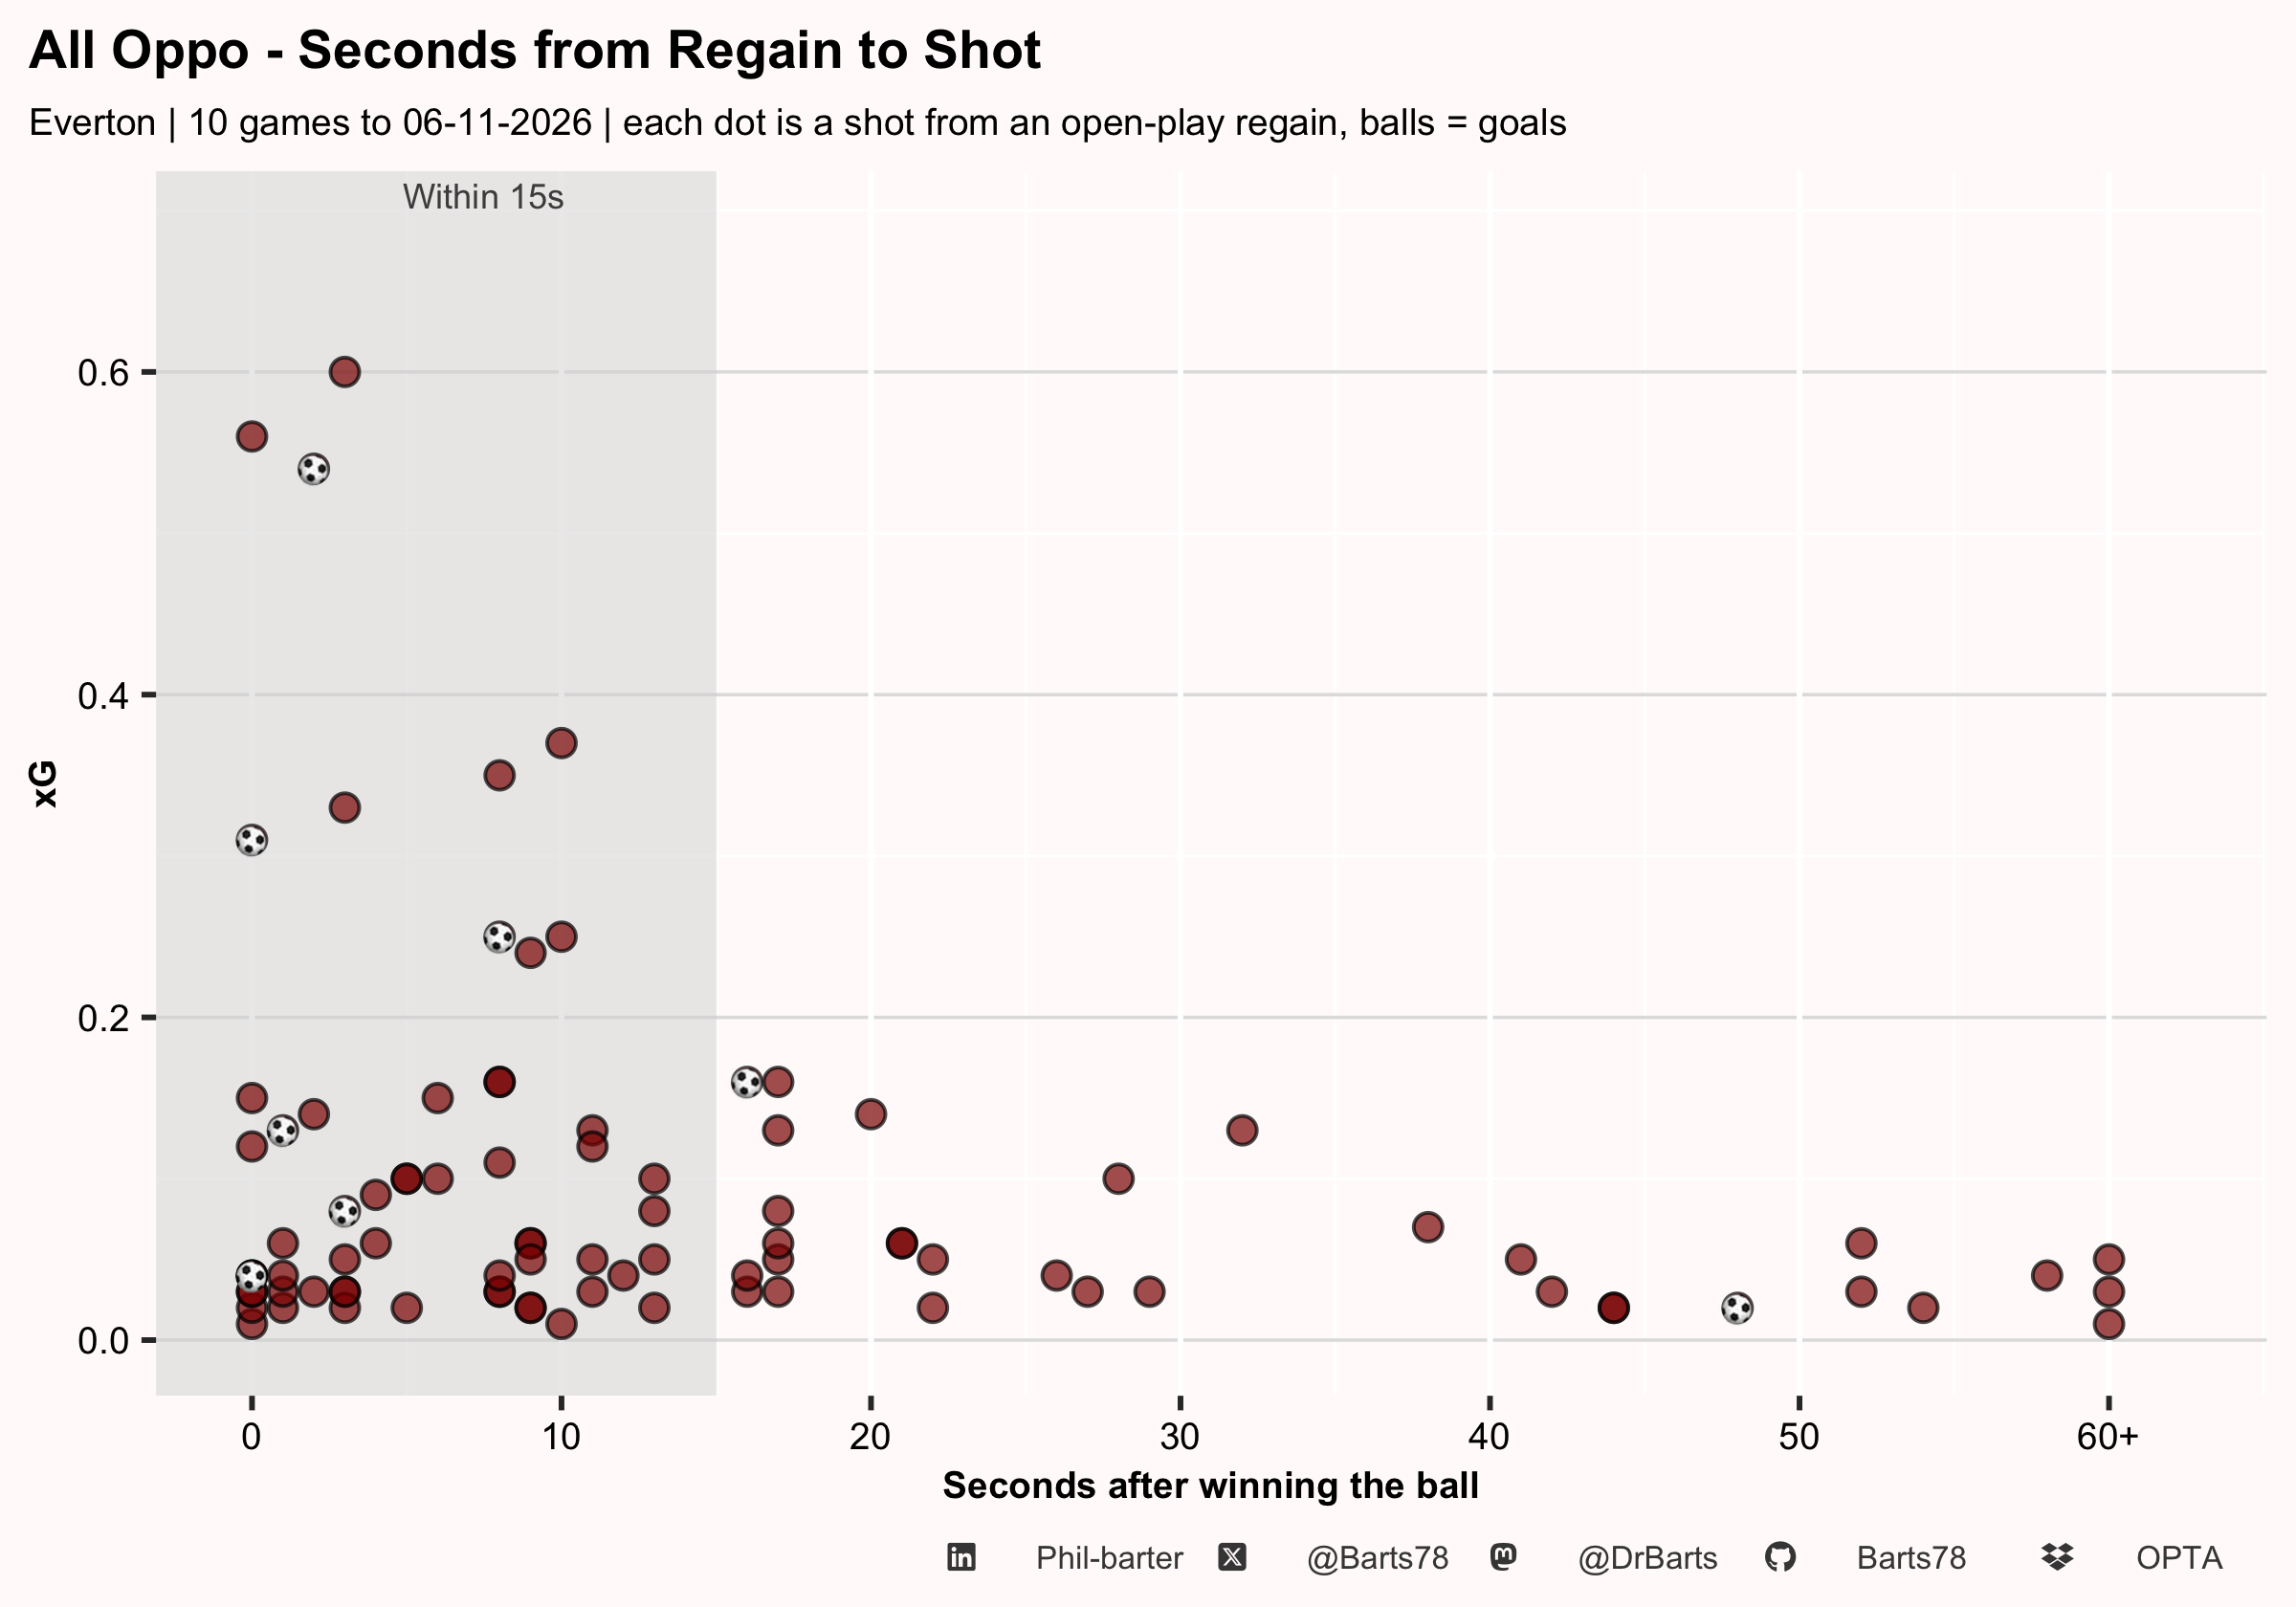 All Oppo - Seconds from Regain to Shot
Everton | 10 games to 06-11-2026 | each dot is a shot from an open-play regain, balls = goals
Within 15s
0.6
0.4
0.2
0.0
xG
0 10 20 30 40 50 60+
Seconds after winning the ball
Phil-barter @Barts78 @DrBarts Barts78 OPTA